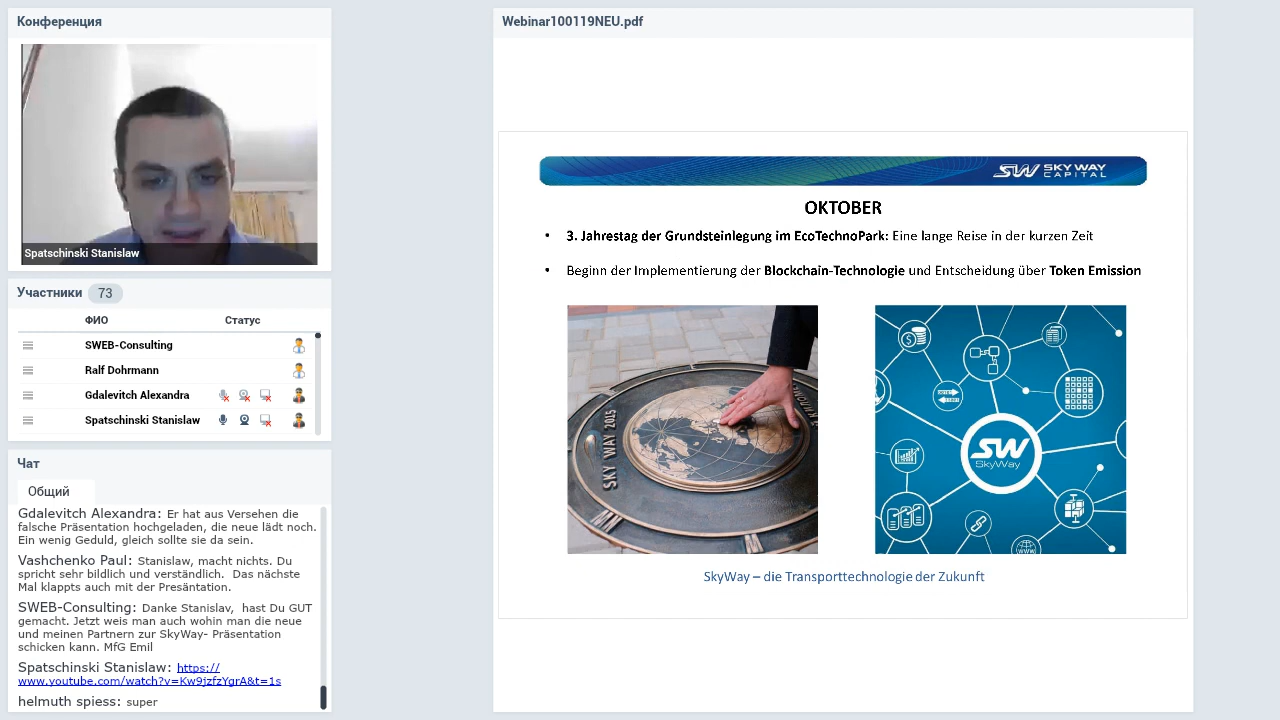 Конференция
Spatschinski Stanislaw
Участники 73
ФИО Статус
SWEB-Consulting
Ralf Dohrmann
Gdalevitch Alexandra
Spatschinski Stanislaw
Чат
Общий
Gdalevitch Alexandra: Er hat aus Versehen die
falsche Präsentation hochgeladen, die neue lädt noch.
Ein wenig Geduld, gleich sollte sie da sein.
Vashchenko Paul: Stanislaw, macht nichts. Du
spricht sehr bildlich und verständlich. Das nächste
Mal klappts auch mit der Presäntation.
SWEB-Consulting: Danke Stanislav, hast Du GUT
gemacht. Jetzt weis man auch wohin man die neue
und meinen Partnern zur SkyWay- Präsentation
schicken kann. MfG Emil
Spatschinski Stanislaw: https://
www.youtube.com/watch?v=Kw9jzfzYgrA&t=1s
helmuth spiess: super
Webinar100119NEU.pdf
SW SKY WAY
CAPITAL
OKTOBER
• 3. Jahrestag der Grundsteinlegung im EcoTechnoPark: Eine lange Reise in der kurzen Zeit
• Beginn der Implementierung der Blockchain-Technologie und Entscheidung über Token Emission
SKY WAY 2015
SW
SkyWay
WWW
SkyWay – die Transporttechnologie der Zukunft